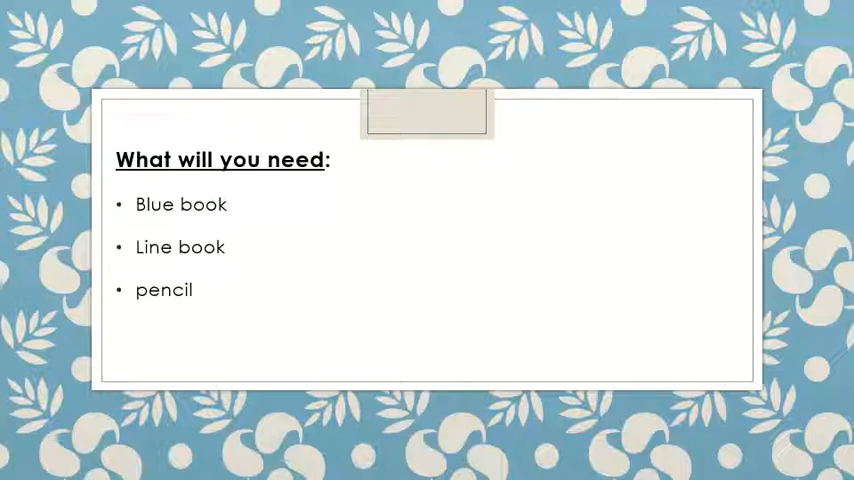 What will you need:
• Blue book
• Line book
• pencil